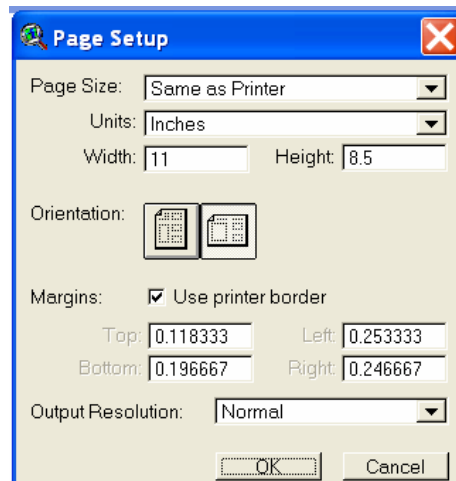 Page Setup
Page Size: Same as Printer
Units: Inches
Width: 11 Height: 8.5
Orientation:
Margins: Use printer border
Top: 0.118333 Left: 0.253333
Bottom: 0.196667 Right: 0.246667
Output Resolution: Normal
OK Cancel